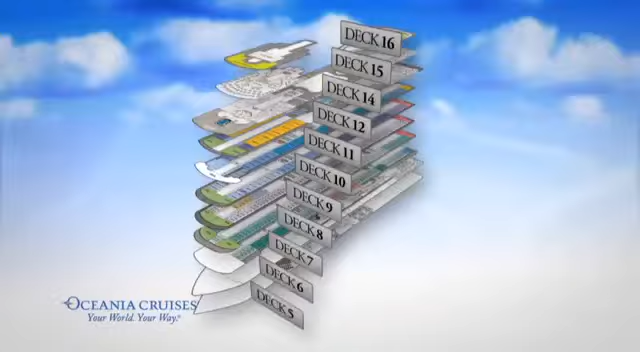 DECK 16
DECK 15
DECK 14
DECK 12
DECK 11
DECK 10
DECK 9
DECK 8
DECK 7
DECK 6
DECK 5
OCEANIA CRUISES
Your World. Your Way.®